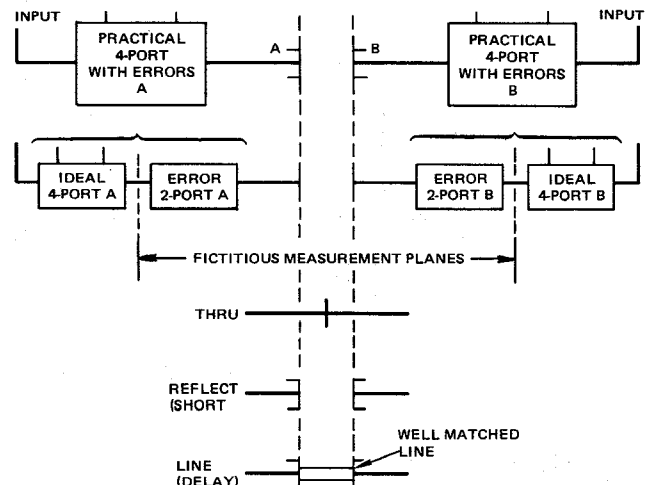 INPUT
PRACTICAL
4-PORT
WITH ERRORS
A
A
B
PRACTICAL
4-PORT
WITH ERRORS
B
INPUT
IDEAL
4-PORT A
ERROR
2-PORT A
ERROR
2-PORT B
IDEAL
4-PORT B
FICTITIOUS MEASUREMENT PLANES
THRU
REFLECT
(SHORT
WELL MATCHED
LINE
LINE
(DELAY)